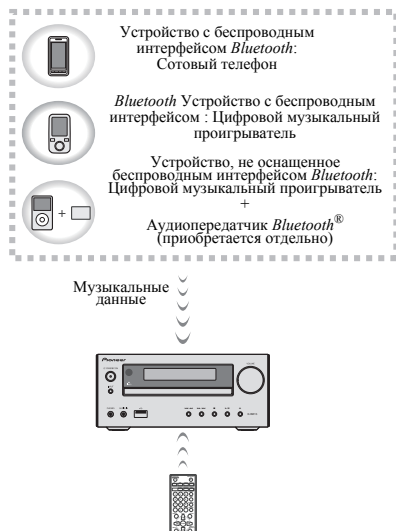 Устройство с беспроводным
интерфейсом Bluetooth:
Сотовый телефон
Bluetooth Устройство с беспроводным
интерфейсом : Цифровой музыкальный
проигрыватель
Устройство, не оснащенное
беспроводным интерфейсом Bluetooth:
Цифровой музыкальный проигрыватель
+
+
Аудиопередатчик Bluetooth®
(приобретается отдельно)
Музыкальные
данные
Pioneer